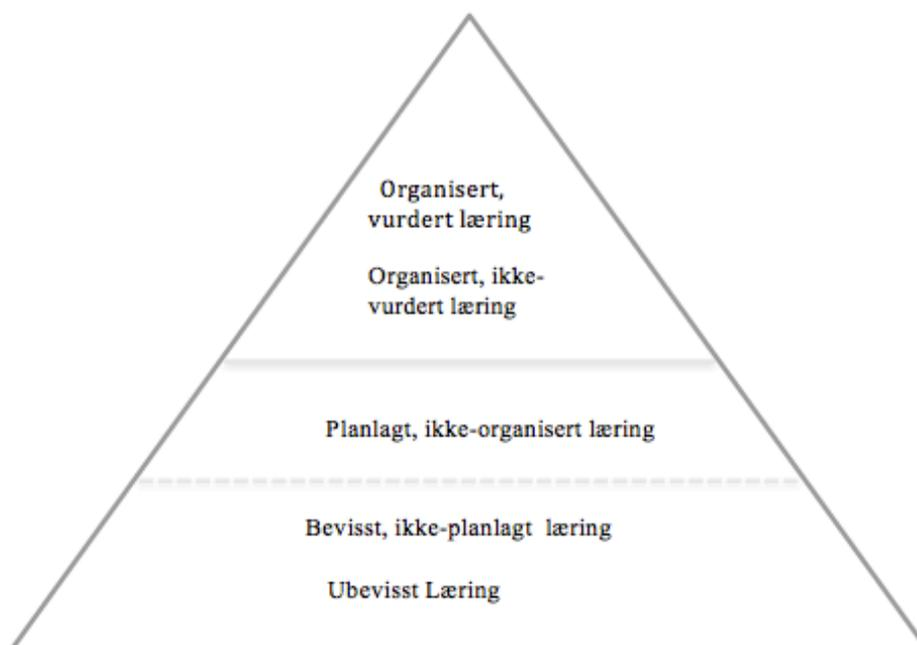 Organisert,
vurdert læring
Organisert, ikke-
vurdert læring
Planlagt, ikke-organisert læring
Bevisst, ikke-planlagt læring
Ubevisst Læring